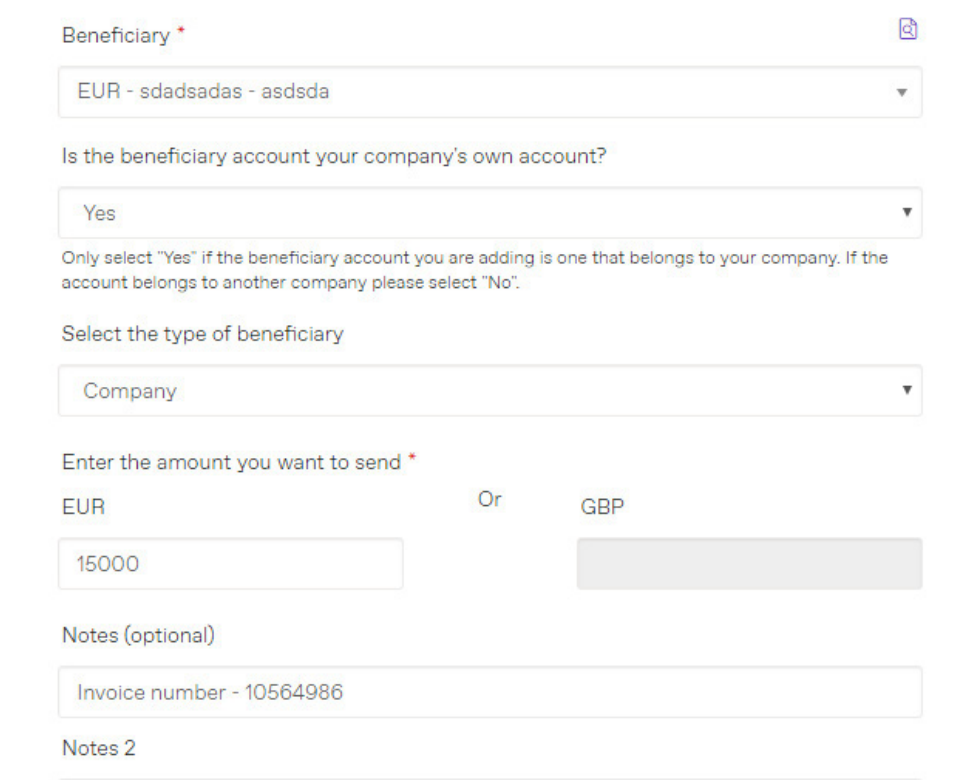 Beneficiary *
EUR - sdadsadas - asdsda
Is the beneficiary account your company's own account?
Yes
Only select "Yes" if the beneficiary account you are adding is one that belongs to your company. If the
account belongs to another company please select "No".
Select the type of beneficiary
Company
Enter the amount you want to send *
EUR Or GBP
15000
Notes (optional)
Invoice number - 10564986
Notes 2